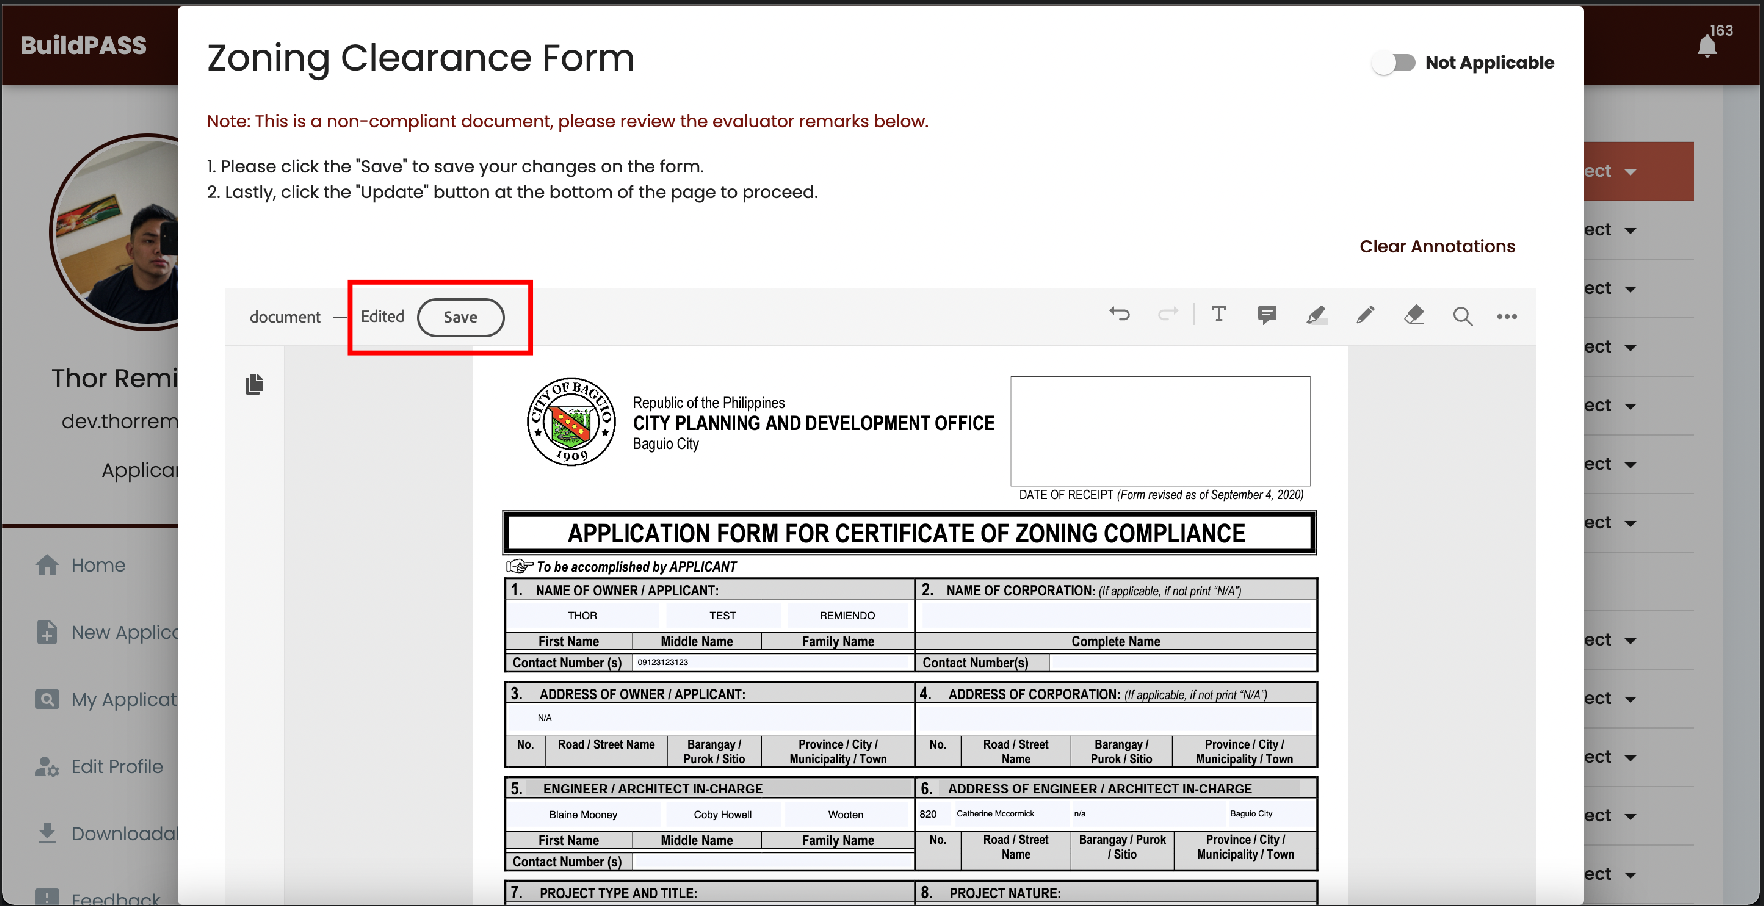 BuildPASS
163
Zoning Clearance Form
Not Applicable
Note: This is a non-compliant document, please review the evaluator remarks below.
1. Please click the "Save" to save your changes on the form.
2. Lastly, click the "Update" button at the bottom of the page to proceed.
Clear Annotations
document — Edited Save
Thor Remi
dev.thorrem
Applican
Home
New Applic
My Applicat
Edit Profile
Downloada
Feedback
CITY OF BAGUIO
1909
Republic of the Philippines
CITY PLANNING AND DEVELOPMENT OFFICE
Baguio City
DATE OF RECEIPT (Form revised as of September 4, 2020)
APPLICATION FORM FOR CERTIFICATE OF ZONING COMPLIANCE
To be accomplished by APPLICANT
1. NAME OF OWNER / APPLICANT:
THOR TEST REMIENDO
First Name Middle Name Family Name
Contact Number (s) 09123123123
2. NAME OF CORPORATION: (If applicable, if not print "N/A")
Complete Name
Contact Number(s)
3. ADDRESS OF OWNER / APPLICANT:
N/A
No. Road / Street Name Barangay / Purok / Sitio Province / City / Municipality / Town
4. ADDRESS OF CORPORATION: (If applicable, if not print "N/A")
No. Road / Street Name Barangay / Purok / Sitio Province / City / Municipality / Town
5. ENGINEER / ARCHITECT IN-CHARGE
Blaine Mooney Coby Howell Wooten
First Name Middle Name Family Name
Contact Number (s)
6. ADDRESS OF ENGINEER / ARCHITECT IN-CHARGE
820 Catherine Mccormick n/a Baguio City
No. Road / Street Name Barangay / Purok / Sitio Province / City / Municipality / Town
7. PROJECT TYPE AND TITLE:
8. PROJECT NATURE:
ect
ect
ect
ect
ect
ect
ect
ect
ect
ect
ect
ect